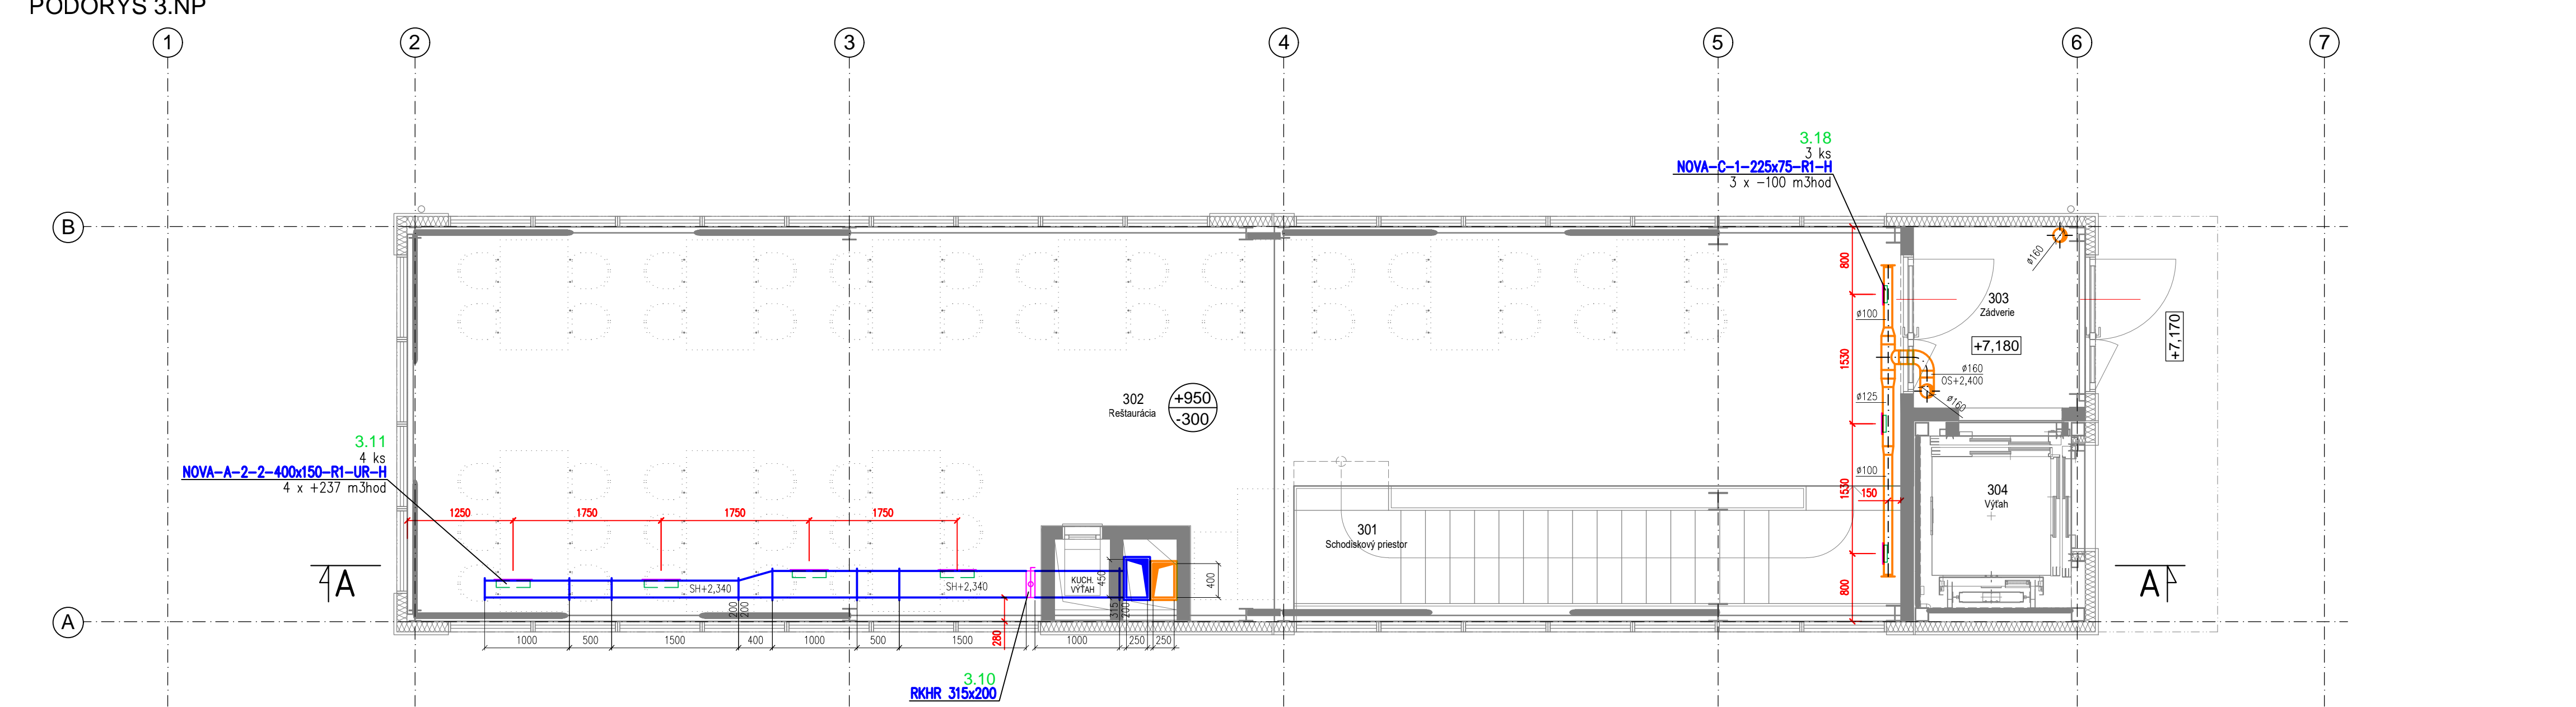 PÔDORYS 3.NP
1
2
3
4
5
6
7
B
A
3.18
3 ks
NOVA-C-1-225x75-R1-H
3 x -100 m3hod
ø160
303
Zádverie
+7,180
+7,170
800
ø100
1530
ø160
OS+2,400
ø160
ø125
ø100
1530
150
800
302
Reštaurácia
+950
-300
3.11
4 ks
NOVA-A-2-2-400x150-R1-UR-H
4 x +237 m3hod
1250
1750
1750
1750
304
Výťah
301
Schodiskový priestor
A
A
SH+2,340
SH+2,340
KUCH.
VÝŤAH
450
400
200
200
315
200
280
1000
500
1500
400
1000
500
1500
1000
250
250
3.10
RKHR 315x200